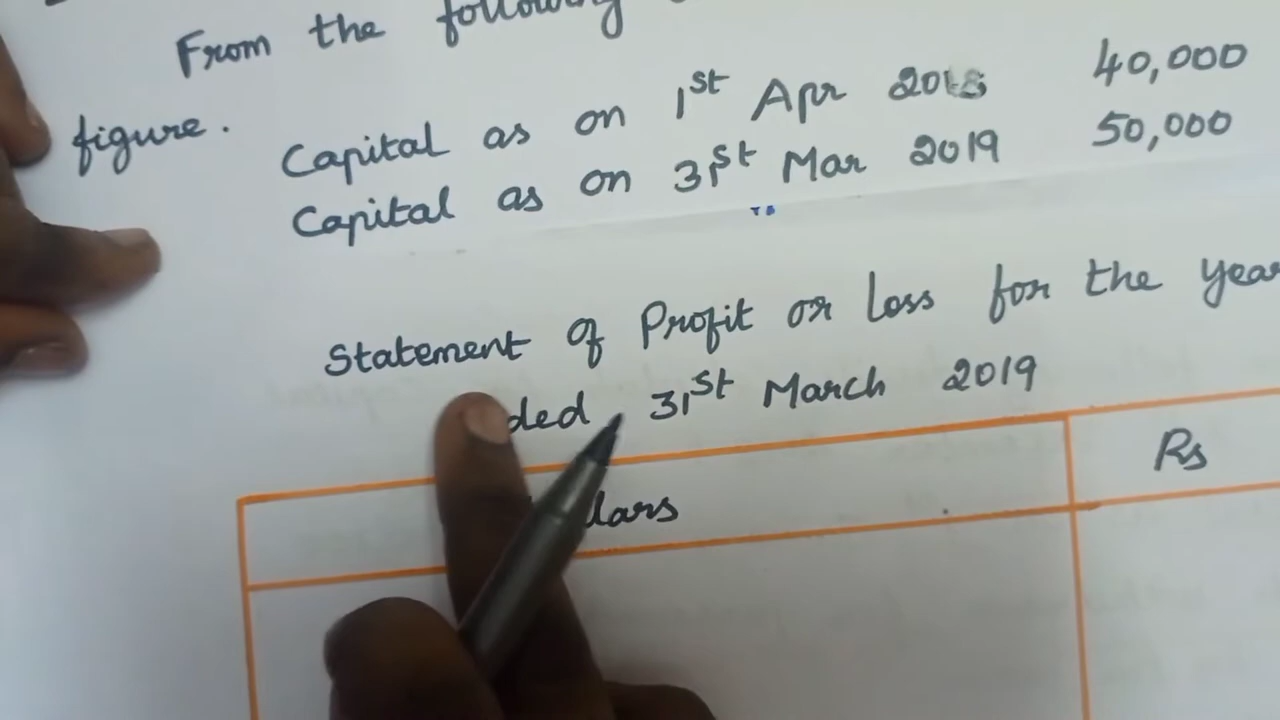 From the following
figure.
Capital as on 1st Apr 2018 40,000
Capital as on 31st Mar 2019 50,000
Statement of Profit or loss for the year
ded 31st March 2019
lars Rs